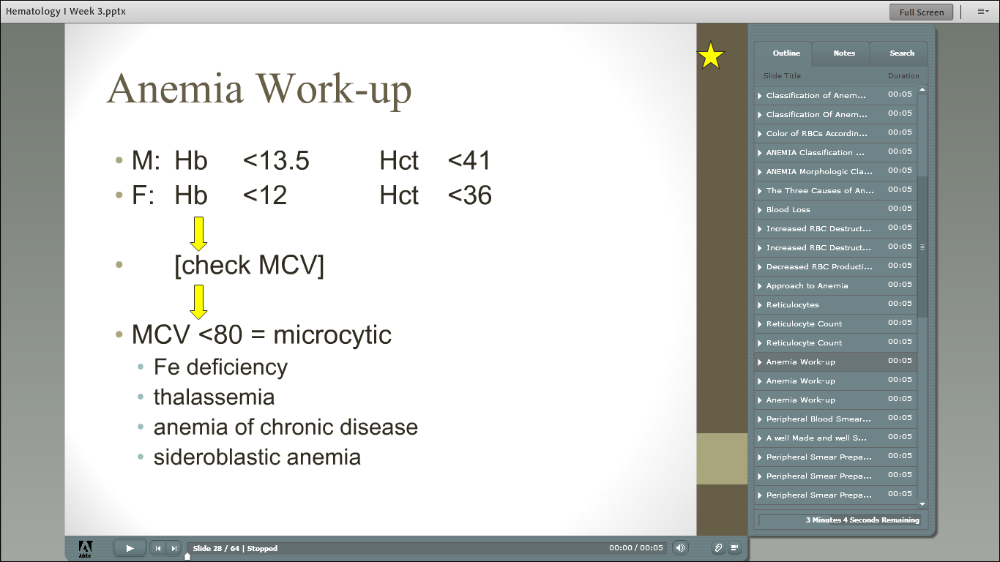 Hematology I Week 3.pptx
Full Screen
Anemia Work-up
• M: Hb <13.5 Hct <41
• F: Hb <12 Hct <36
• [check MCV]
• MCV <80 = microcytic
• Fe deficiency
• thalassemia
• anemia of chronic disease
• sideroblastic anemia
Outline Notes Search
Slide Title Duration
Classification of Anem... 00:05
Classification Of Anem... 00:05
Color of RBCs Accordin... 00:05
ANEMIA Classification ... 00:05
ANEMIA Morphologic Cla... 00:05
The Three Causes of An... 00:05
Blood Loss 00:05
Increased RBC Destruct... 00:05
Increased RBC Destruct... 00:05
Decreased RBC Producti... 00:05
Approach to Anemia 00:05
Reticulocytes 00:05
Reticulocyte Count 00:05
Reticulocyte Count 00:05
Anemia Work-up 00:05
Anemia Work-up 00:05
Anemia Work-up 00:05
Peripheral Blood Smear... 00:05
A well Made and well S... 00:05
Peripheral Smear Prepa... 00:05
Peripheral Smear Prepa... 00:05
Peripheral Smear Prepa... 00:05
3 Minutes 4 Seconds Remaining
Adobe
Slide 28 / 64 | Stopped
00:00 / 00:05